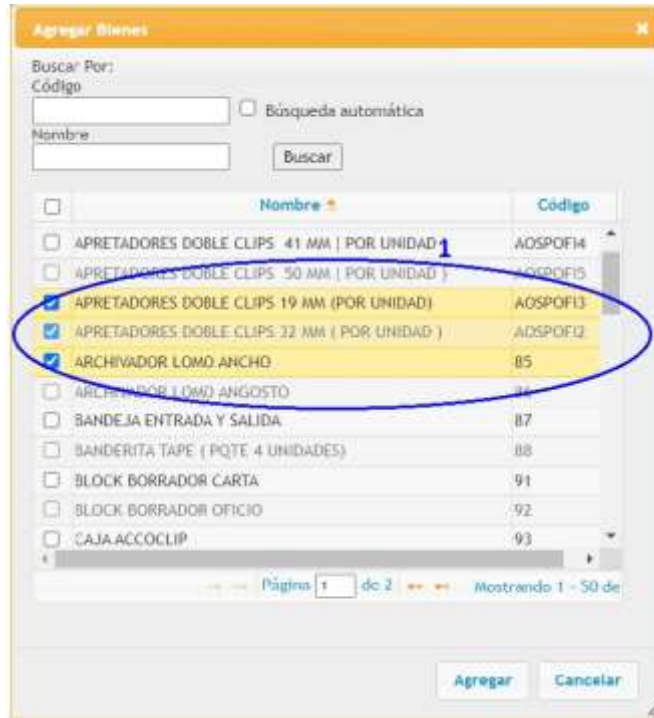 Agregar Bienes
Buscar Por:
Código
Búsqueda automática
Nombre
Buscar
Nombre Código
APRETADORES DOBLE CLIPS 41 MM ( POR UNIDAD 1 AOSPOFI4
APRETADORES DOBLE CLIPS 50 MM ( POR UNIDAD ) AOSPOFI5
APRETADORES DOBLE CLIPS 19 MM (POR UNIDAD) AOSPOFI3
APRETADORES DOBLE CLIPS 32 MM ( POR UNIDAD ) AOSPOFI2
ARCHIVADOR LOMO ANCHO 85
ARCHIVADOR LOMO ANGOSTO 86
BANDEJA ENTRADA Y SALIDA 87
BANDERITA TAPE ( PQTE 4 UNIDADES) 88
BLOCK BORRADOR CARTA 91
BLOCK BORRADOR OFICIO 92
CAJA ACCOCLIP 93
Página 1 de 2 Mostrando 1 - 50 de
Agregar Cancelar